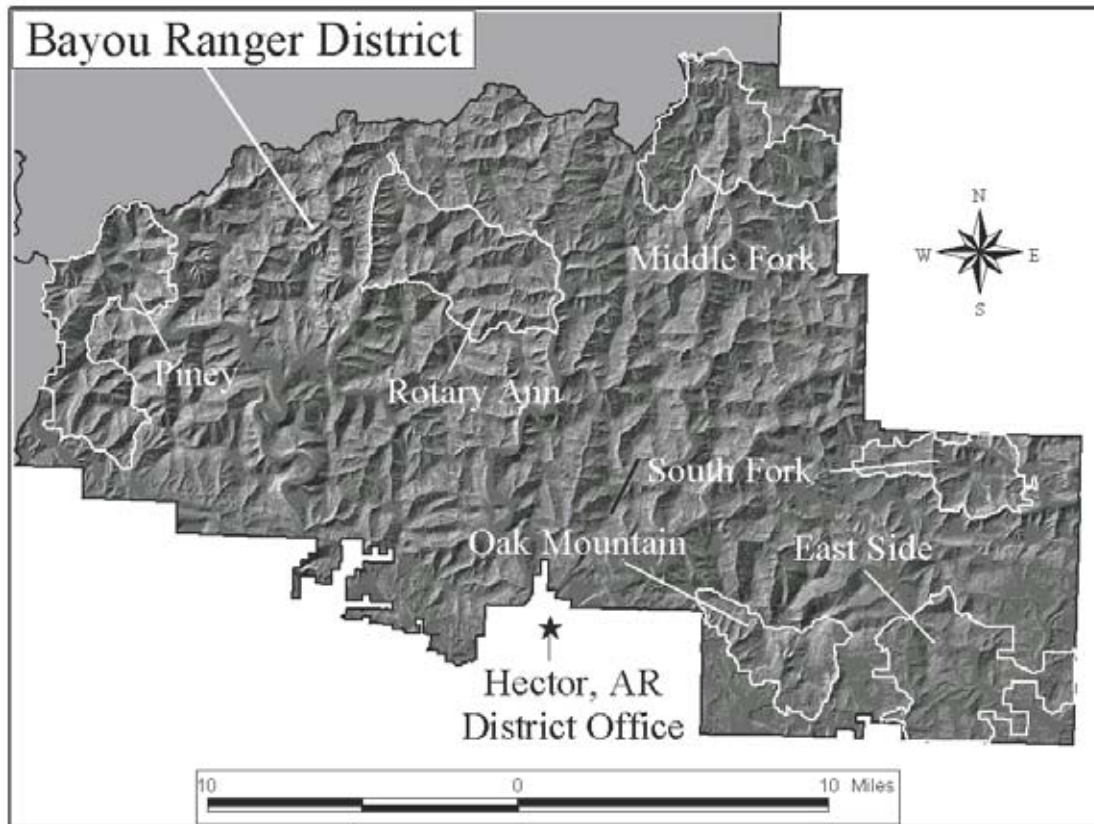 Bayou Ranger District
N
W E
S
Middle Fork
Piney
Rotary Ann
South Fork
Oak Mountain
East Side
Hector, AR
District Office
10 0 10 Miles